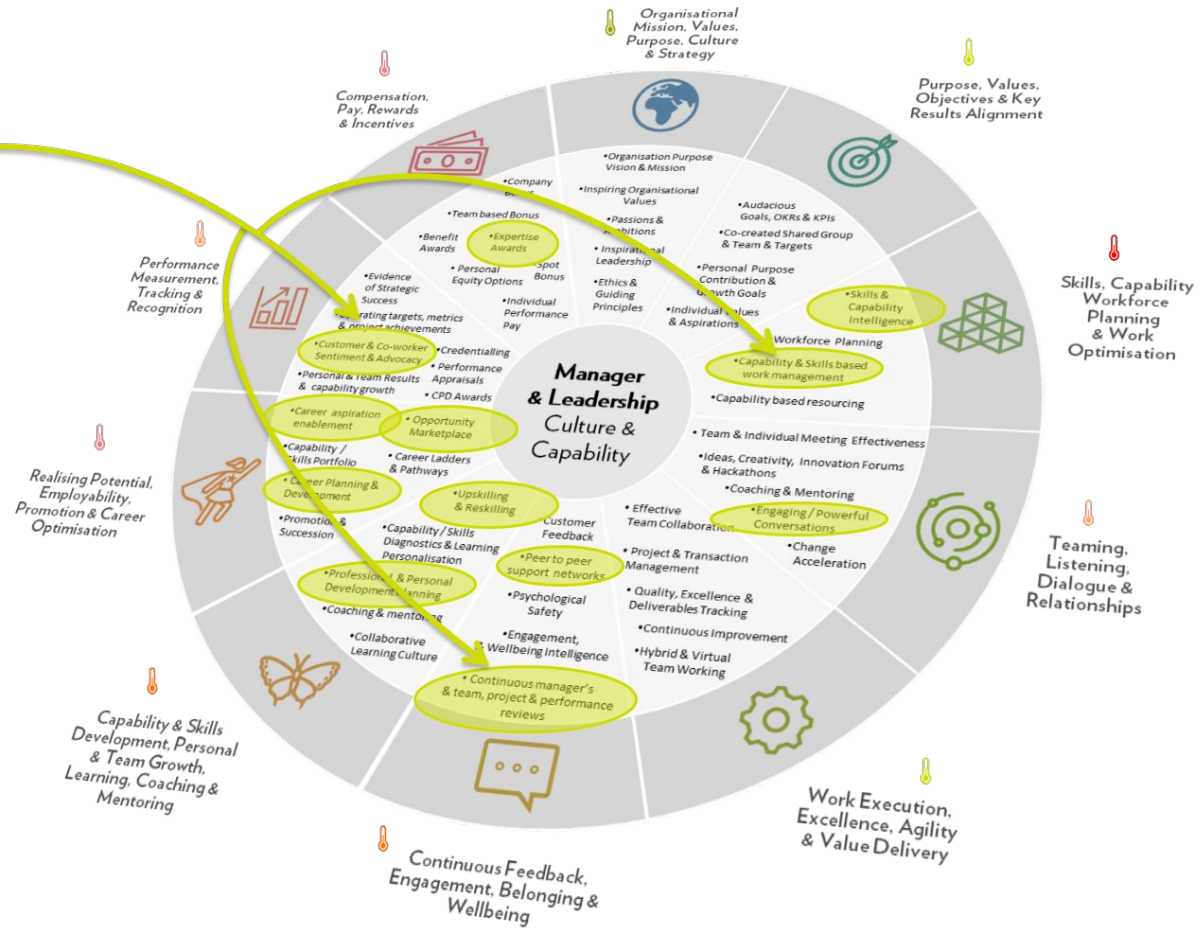 Organisational
Mission, Values,
Purpose, Culture
& Strategy
Purpose, Values,
Objectives & Key
Results Alignment
Skills, Capability
Workforce
Planning
& Work
Optimisation
Teaming,
Listening,
Dialogue &
Relationships
Work Execution,
Excellence, Agility
& Value Delivery
Continuous Feedback,
Engagement, Belonging &
Wellbeing
Capability & Skills
Development, Personal
& Team Growth,
Learning, Coaching &
Mentoring
Realising Potential,
Employability,
Promotion & Career
Optimisation
Performance
Measurement,
Tracking &
Recognition
Compensation,
Pay, Rewards
& Incentives
Manager
& Leadership
Culture &
Capability
•Organisation Purpose
Vision & Mission
•Inspiring Organisational
Values
•Passions &
• Inspirational
Leadership
•Ethics &
Guiding
Principles
•Audacious
Goals, OKRs & KPIs
•Co-created Shared Group
& Team & Targets
•Personal Purpose
Contribution &
Growth Goals
•Individual Values
& Aspirations
•Skills &
Capability
Intelligence
Workforce Planning
•Capability & Skills based
work management
•Capability based resourcing
• Team & Individual Meeting Effectiveness
•Ideas, Creativity, Innovation Forums
& Hackathons
•Coaching & Mentoring
•Engaging / Powerful
Conversations
•Change
Acceleration
• Effective
Team Collaboration
• Project & Transaction
Management
• Quality, Excellence &
Deliverables Tracking
•Continuous Improvement
•Hybrid & Virtual
Team Working
Customer
Feedback
•Peer to peer
support networks
•Psychological
Safety
•Engagement,
& Wellbeing Intelligence
• Continuous manager's
& team, project & performance
reviews
•Upskilling
& Reskilling
•Capability / Skills
Diagnostics & Learning
Personalisation
•Professional & Personal
Development Planning
•Coaching & mentoring
•Collaborative
Learning Culture
•Career aspiration
enablement
• Opportunity
Marketplace
•Capability /
Skills Portfolio
• Career Ladders
& Pathways
•Career Planning &
Development
•Promotion &
Succession
•Evidence
of Strategic
Success
•Operating targets, metrics
& project achievements
•Customer & Co-worker
Sentiment & Advocacy
•Credentialling
•Personal & Team Results
& capability growth
• Performance
Appraisals
• CPD Awards
•Company
•Team based Bonus
•Benefit
Awards
•Expertise
Awards
• Personal
Equity Options
•Spot
Bonus
•Individual
Performance
Pay